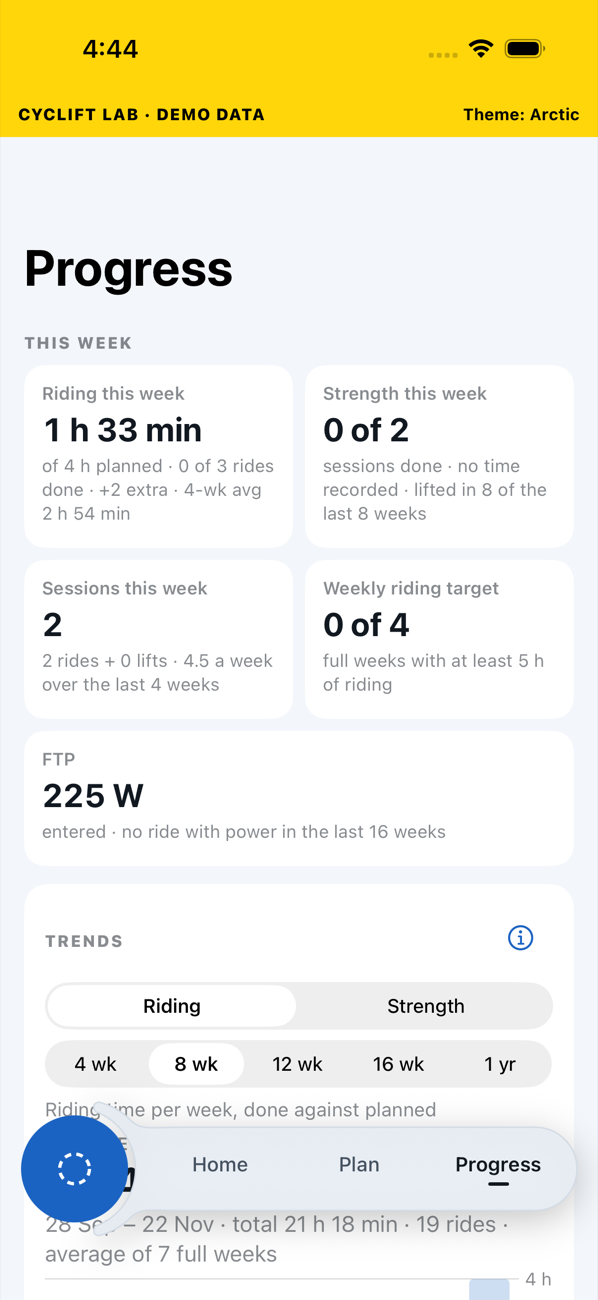 4:44
CYCLIFT LAB · DEMO DATA
Theme: Arctic
Progress
THIS WEEK
Riding this week
1 h 33 min
of 4 h planned · 0 of 3 rides
done · +2 extra · 4-wk avg
2 h 54 min
Strength this week
0 of 2
sessions done · no time
recorded · lifted in 8 of the
last 8 weeks
Sessions this week
2
2 rides + 0 lifts · 4.5 a week
over the last 4 weeks
Weekly riding target
0 of 4
full weeks with at least 5 h
of riding
FTP
225 W
entered · no ride with power in the last 16 weeks
TRENDS
Riding
Strength
4 wk
8 wk
12 wk
16 wk
1 yr
Riding time per week, done against planned
Home
Plan
Progress
28 Sep – 22 Nov · total 21 h 18 min · 19 rides ·
average of 7 full weeks
4 h